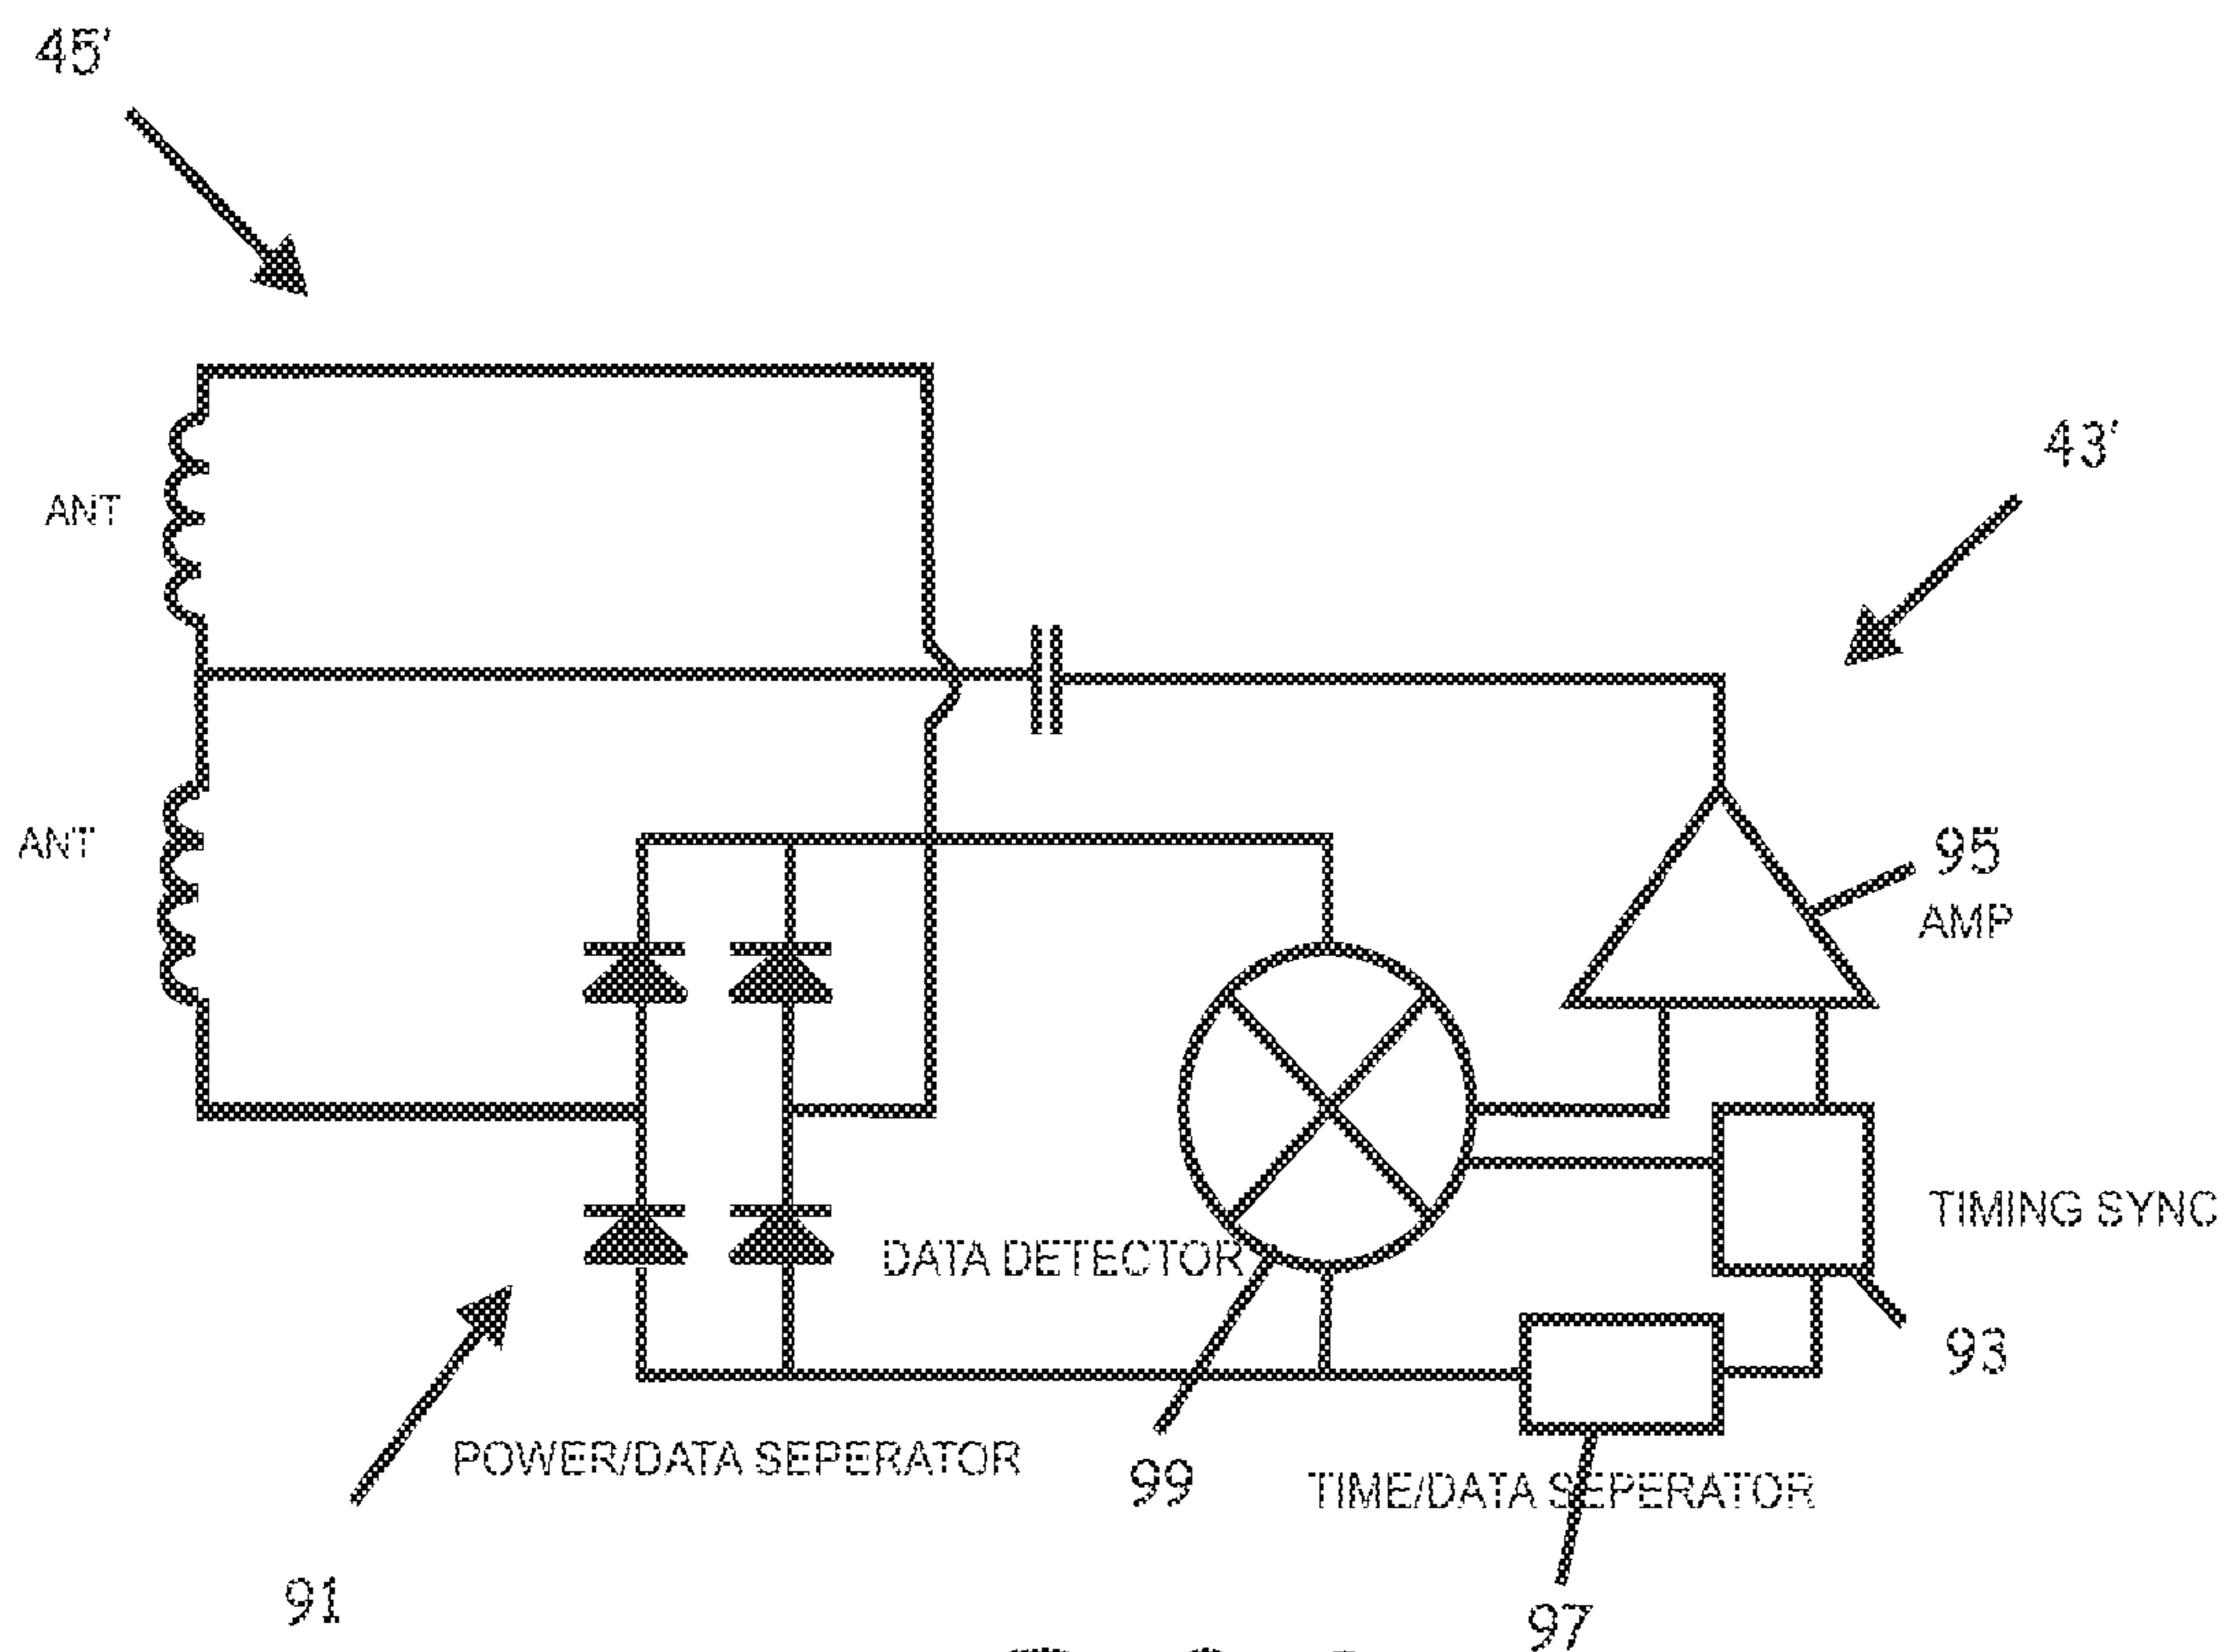 45'
43'
ANT
ANT
95
AMP
TIMING SYNC
DATA DETECTOR
93
POWER/DATA SEPERATOR
99
TIME/DATA SEPERATOR
91
97